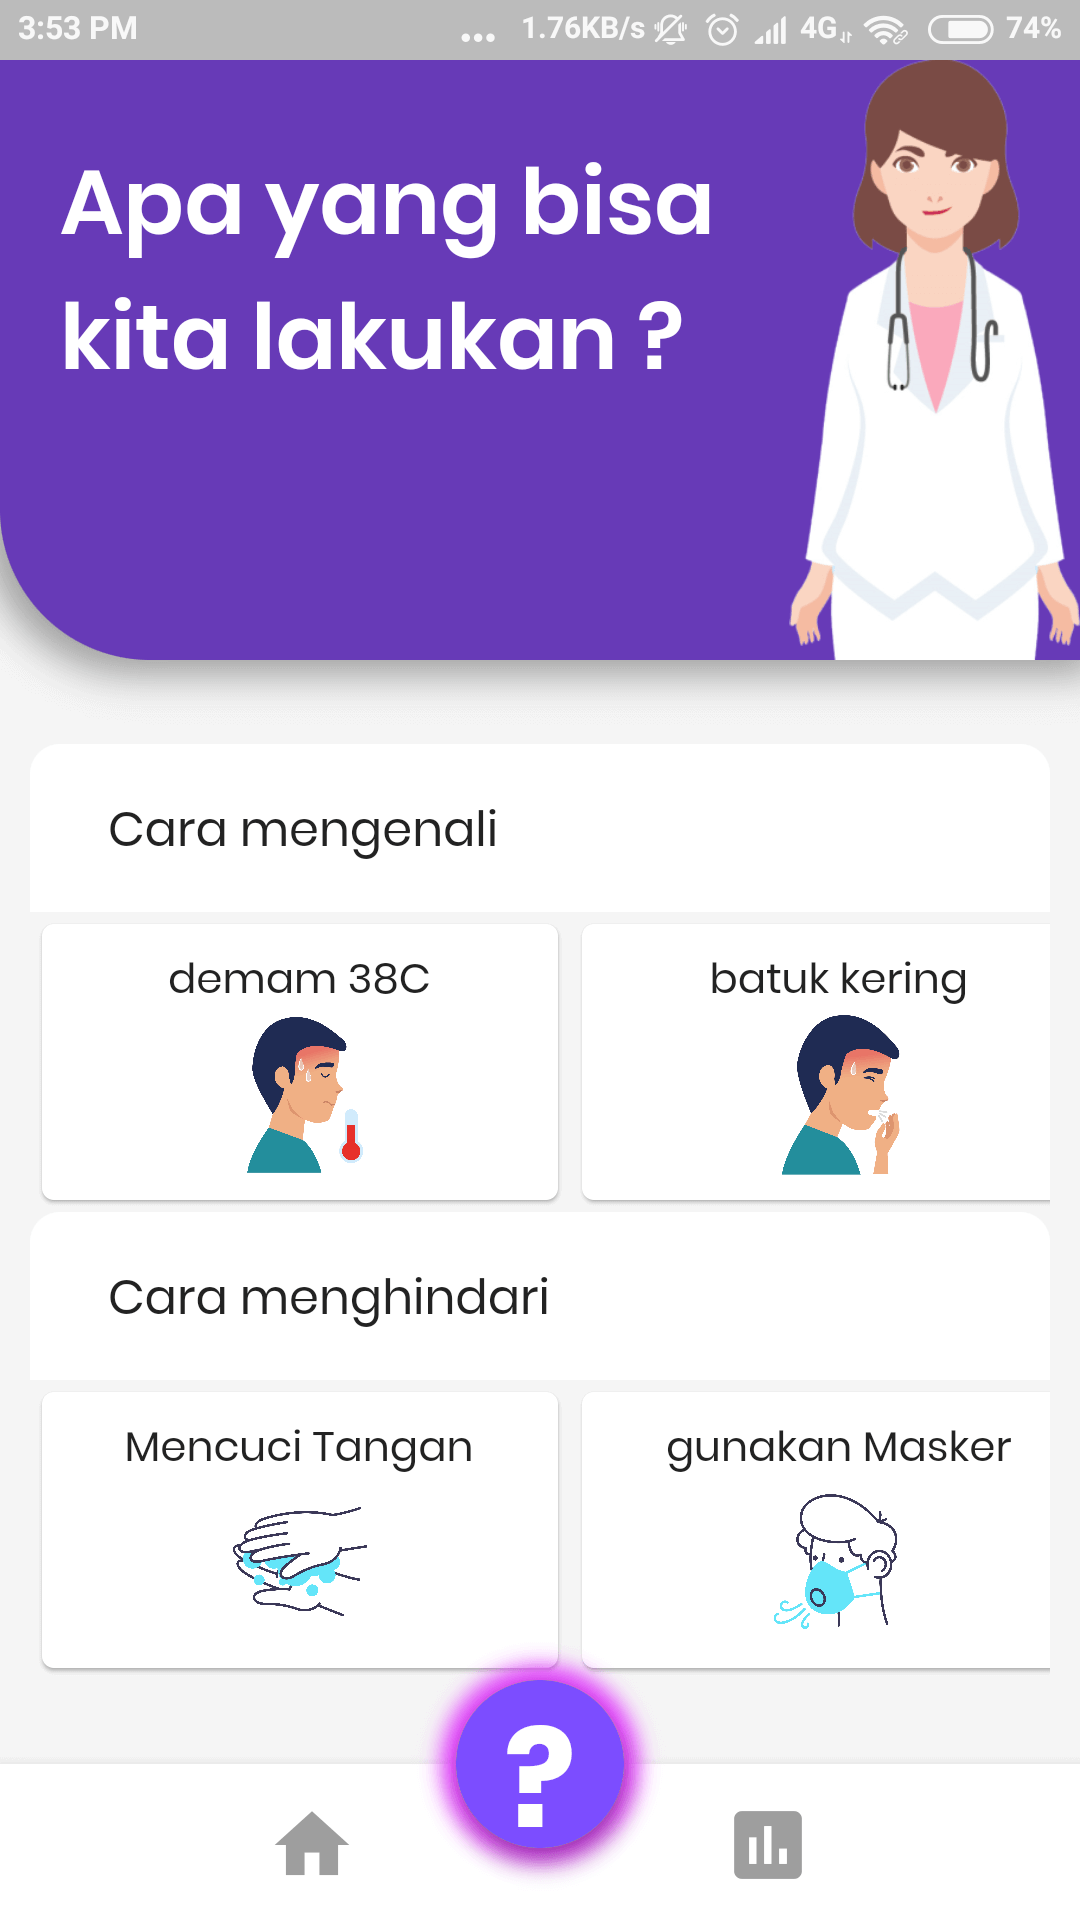 3:53 PM ... 1.76KB/s 4G 74%
Apa yang bisa
kita lakukan ?
Cara mengenali
demam 38C batuk kering
Cara menghindari
Mencuci Tangan gunakan Masker
?